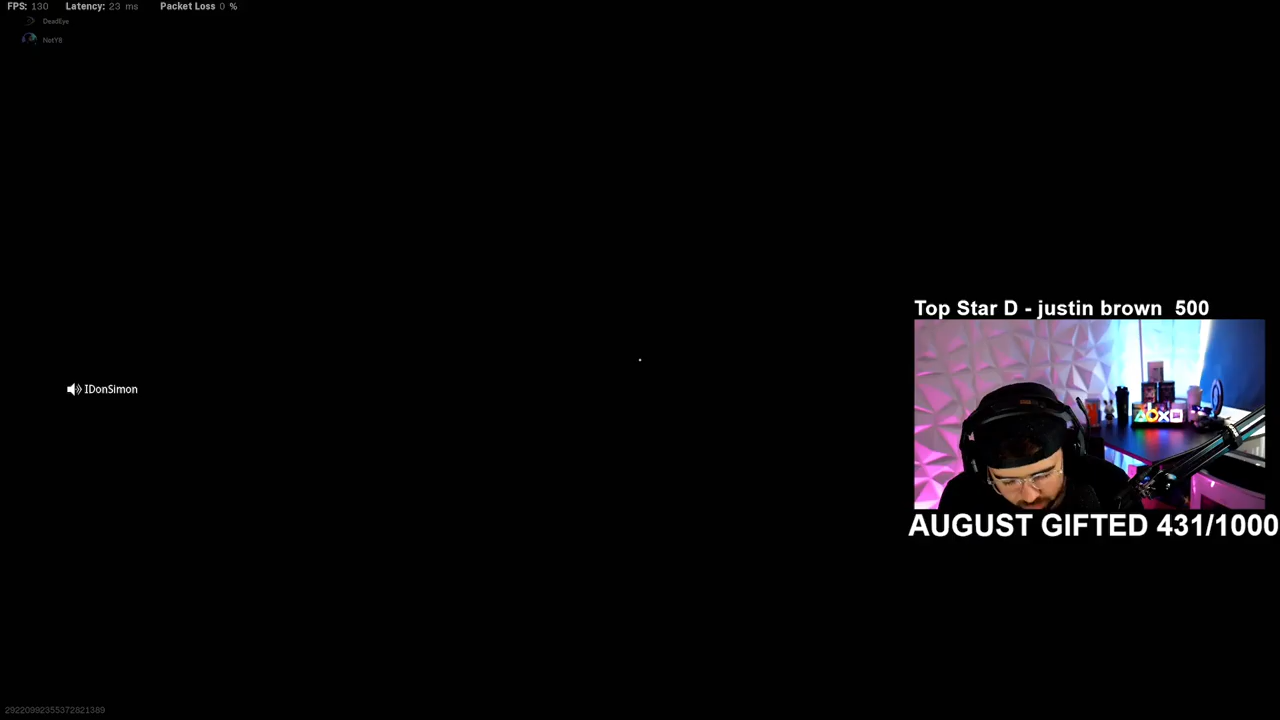 FPS: 130 Latency: 23 ms Packet Loss 0 %
DeadEye
NotYB
Top Star D - justin brown 500
IDonSimon
AUGUST GIFTED 431/1000
29220992355372821389